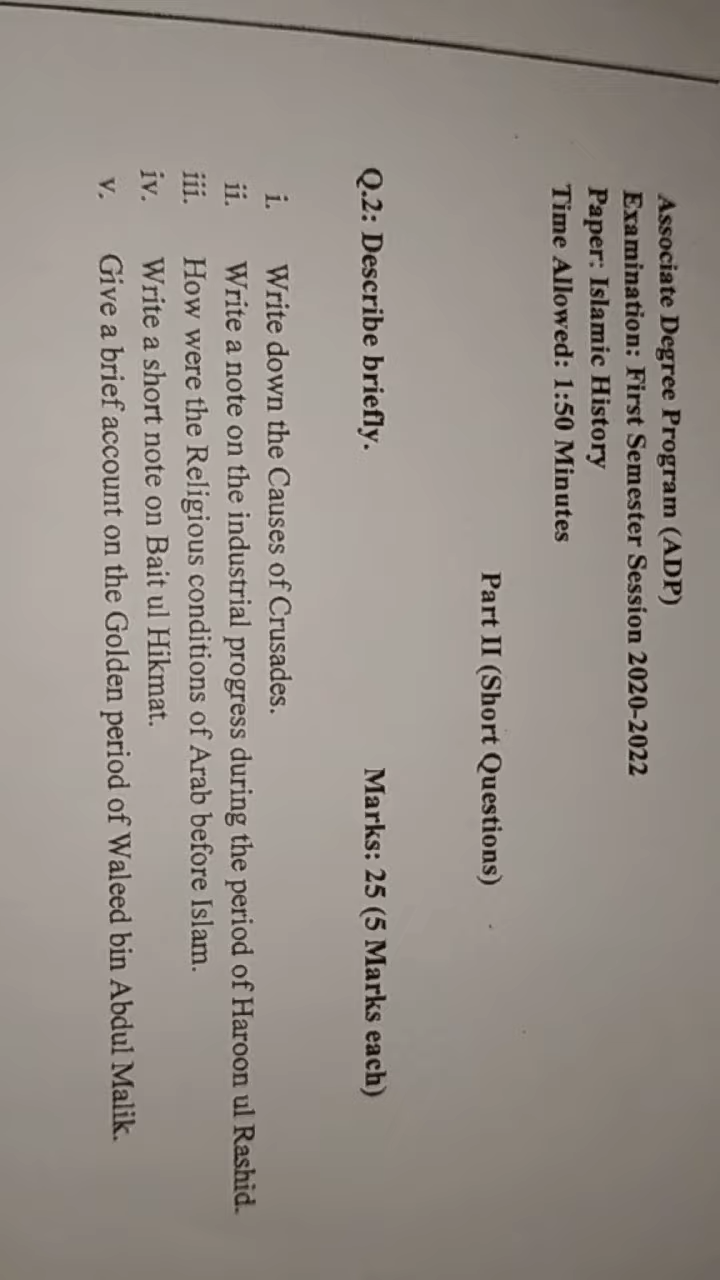 Associate Degree Program (ADP)
Examination: First Semester Session 2020-2022
Paper: Islamic History
Time Allowed: 1:50 Minutes
Part II (Short Questions)
Q.2: Describe briefly. Marks: 25 (5 Marks each)
i. Write down the Causes of Crusades.
ii. Write a note on the industrial progress during the period of Haroon ul Rashid.
iii. How were the Religious conditions of Arab before Islam.
iv. Write a short note on Bait ul Hikmat.
v. Give a brief account on the Golden period of Waleed bin Abdul Malik.